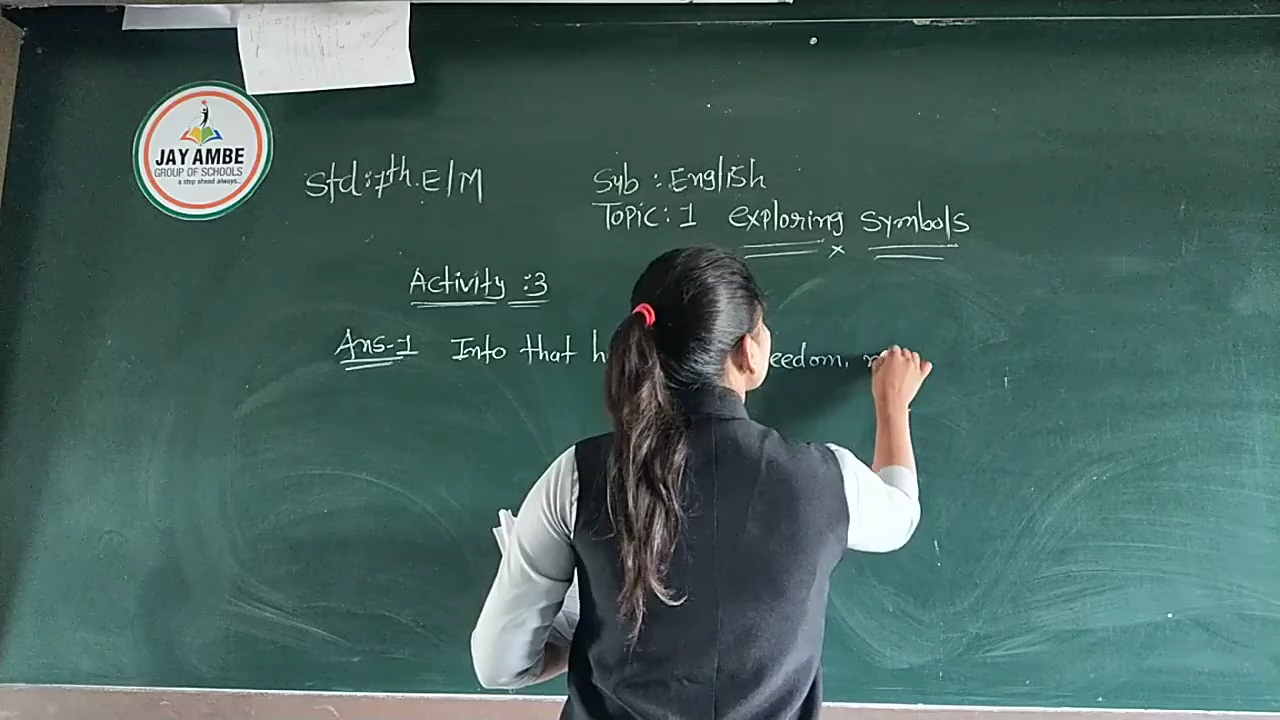 JAY AMBE
GROUP OF SCHOOLS
a step ahead always...
Std : 7th. E/M
Sub : English
Topic : 1 exploring symbols
Activity : 3
Ans-1 Into that h eedom,